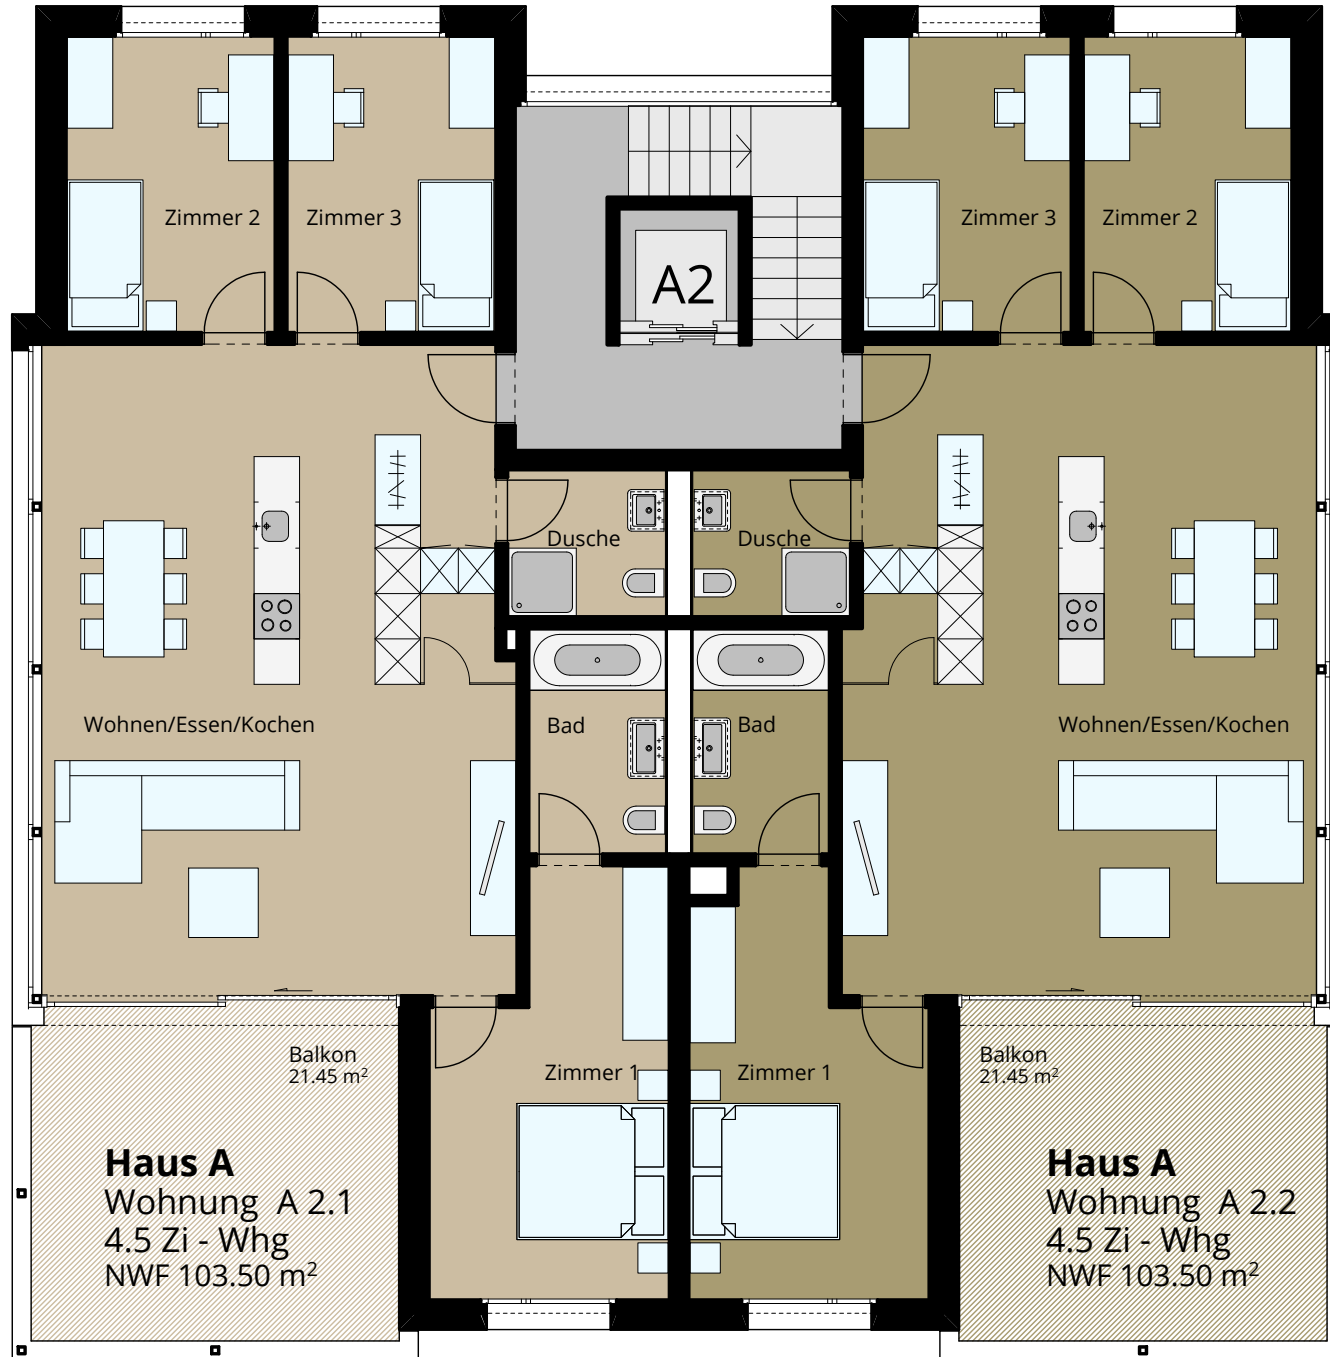 Zimmer 2
Zimmer 3
Zimmer 3
Zimmer 2
A2
Dusche
Dusche
Wohnen/Essen/Kochen
Bad
Bad
Wohnen/Essen/Kochen
Balkon
21.45 m²
Zimmer 1
Zimmer 1
Balkon
21.45 m²
Haus A
Wohnung A 2.1
4.5 Zi - Whg
NWF 103.50 m²
Haus A
Wohnung A 2.2
4.5 Zi - Whg
NWF 103.50 m²